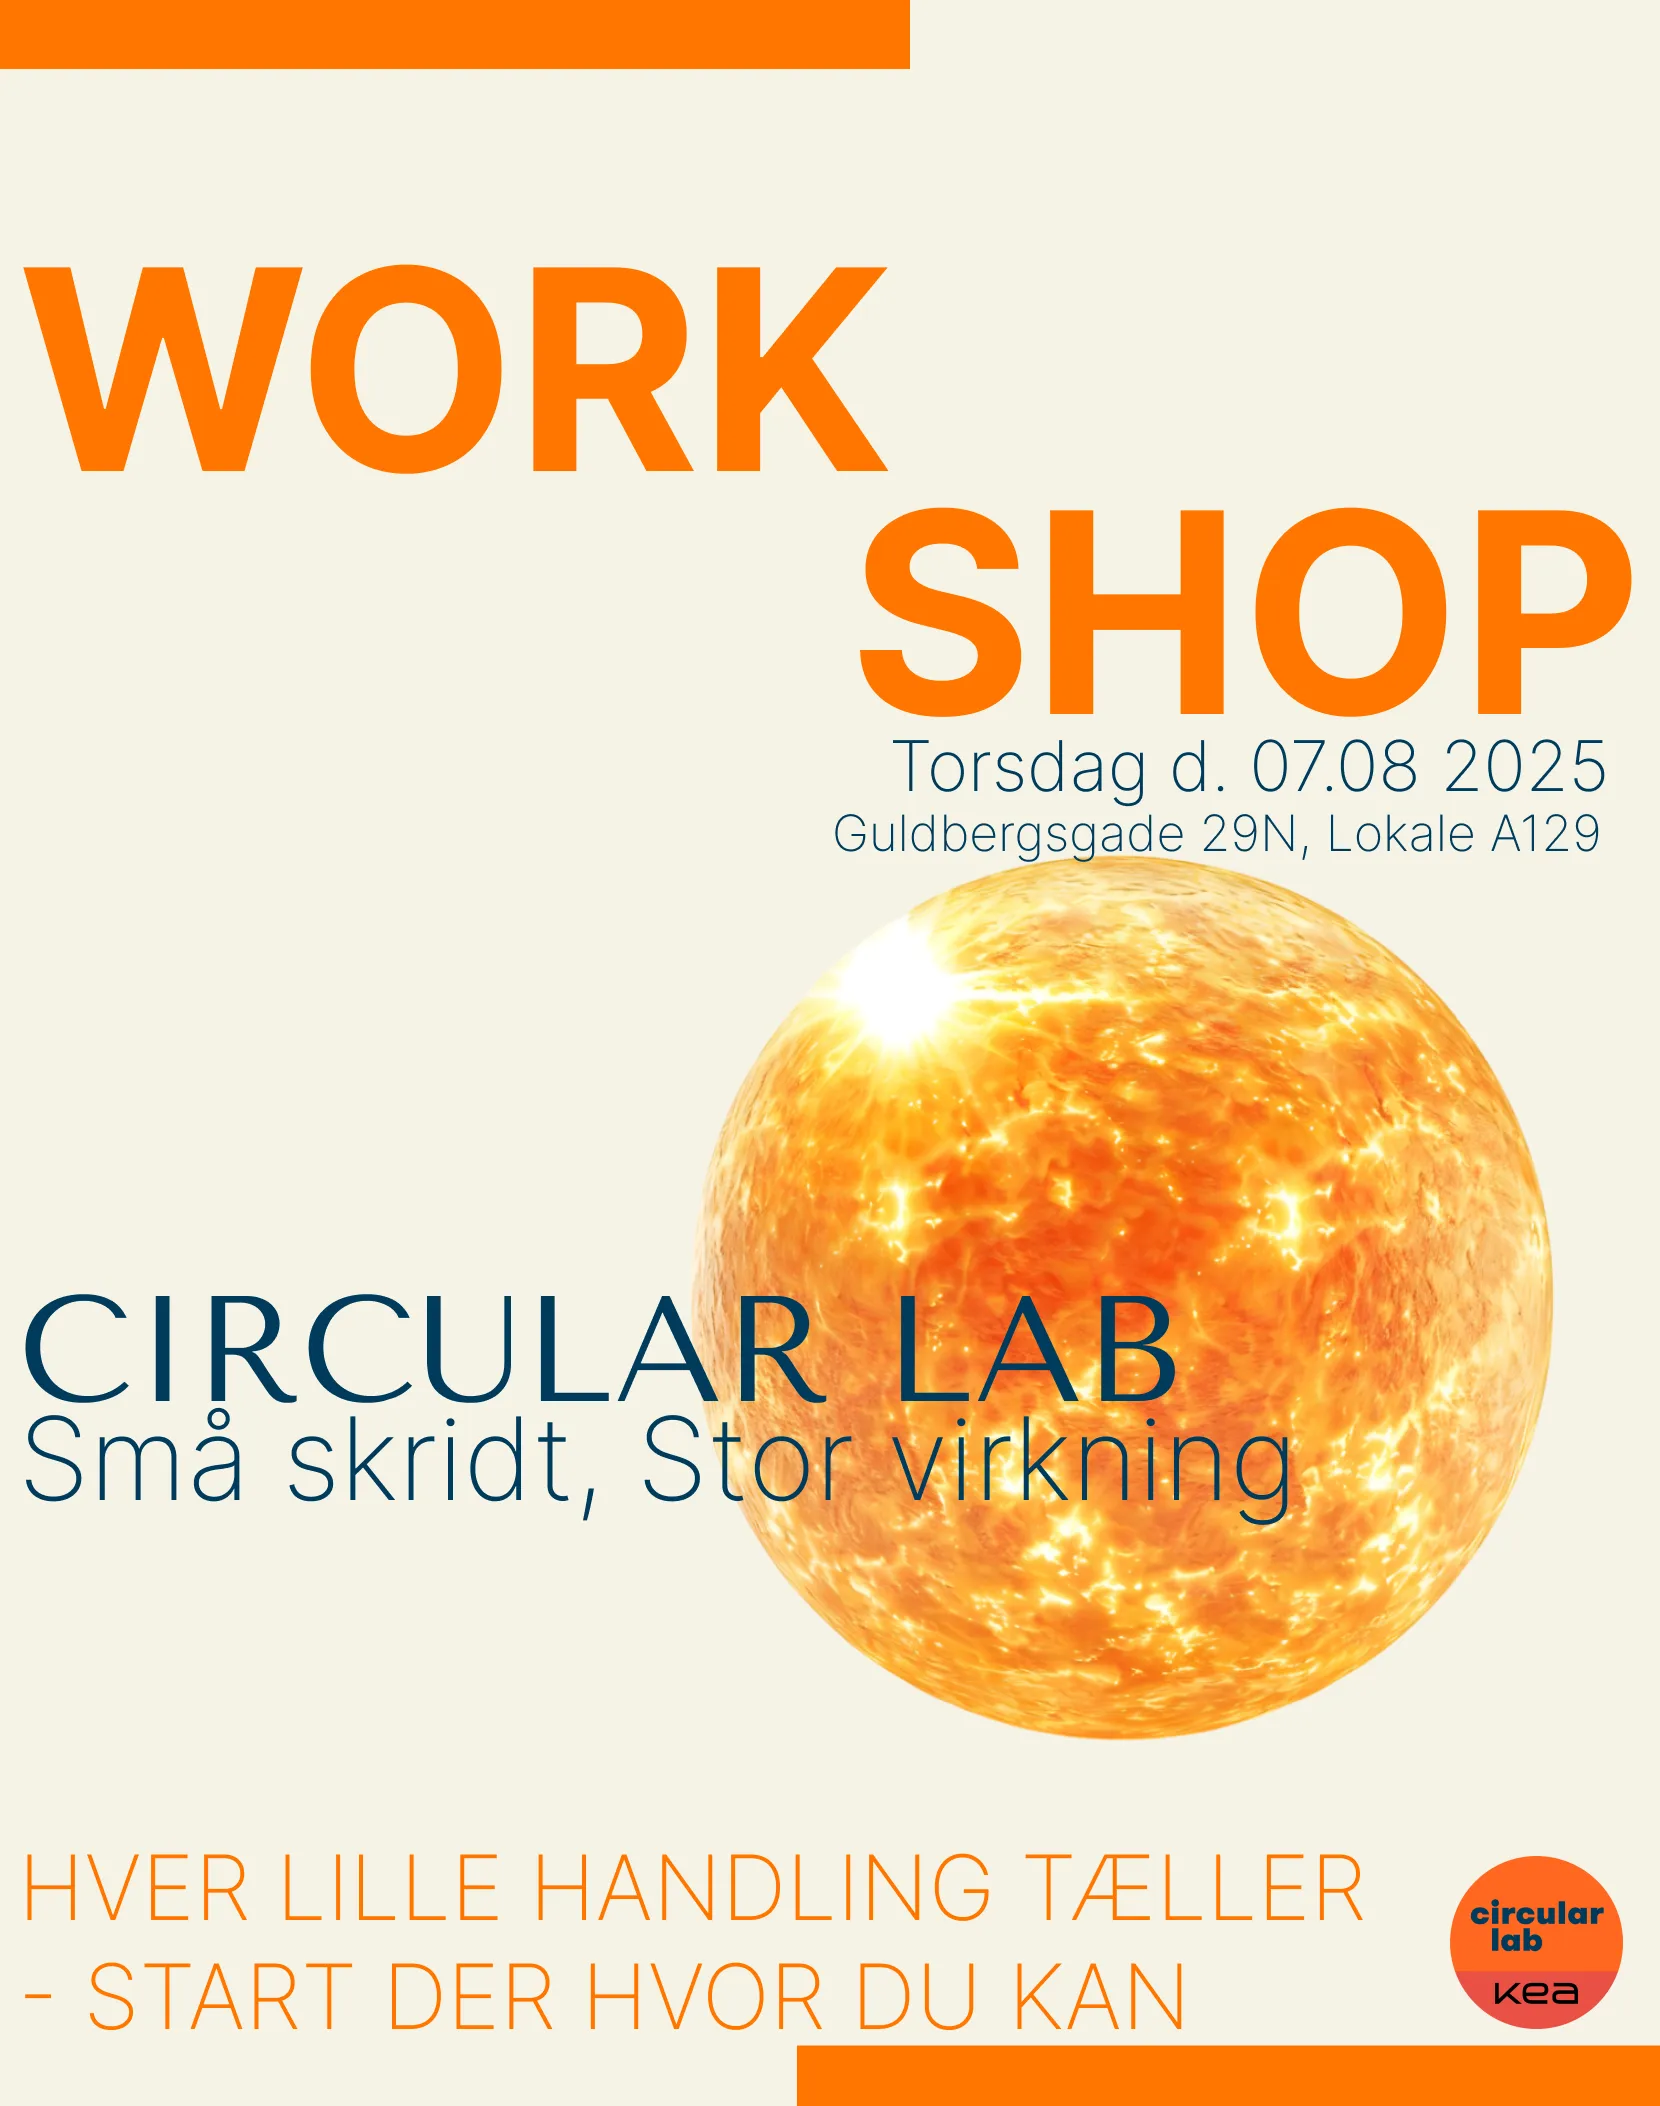 WORK
SHOP
Torsdag d. 07.08 2025
Guldbergsgade 29N, Lokale A129
CIRCULAR LAB
Små skridt, Stor virkning
HVER LILLE HANDLING TÆLLER
- START DER HVOR DU KAN
circular
lab
kea